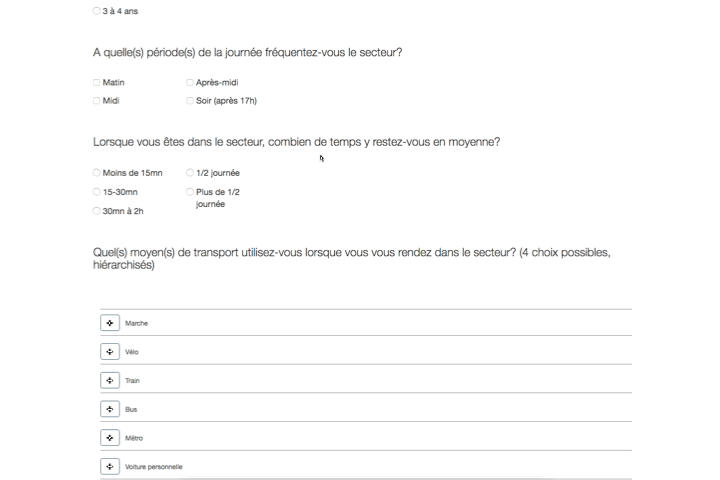 3 à 4 ans
A quelle(s) période(s) de la journée fréquentez-vous le secteur?
Matin
Après-midi
Midi
Soir (après 17h)
Lorsque vous êtes dans le secteur, combien de temps y restez-vous en moyenne?
Moins de 15mn
1/2 journée
15-30mn
Plus de 1/2
journée
30mn à 2h
Quel(s) moyen(s) de transport utilisez-vous lorsque vous vous rendez dans le secteur? (4 choix possibles,
hiérarchisés)
Marche
Vélo
Train
Bus
Métro
Voiture personnelle